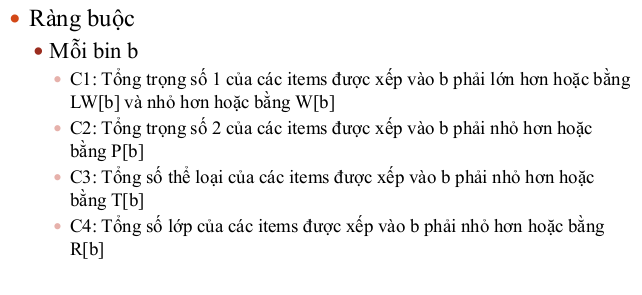 Ràng buộc
Mỗi bin b
C1: Tổng trọng số 1 của các items được xếp vào b phải lớn hơn hoặc bằng
LW[b] và nhỏ hơn hoặc bằng W[b]
C2: Tổng trọng số 2 của các items được xếp vào b phải nhỏ hơn hoặc
bằng P[b]
C3: Tổng số thể loại của các items được xếp vào b phải nhỏ hơn hoặc
bằng T[b]
C4: Tổng số lớp của các items được xếp vào b phải nhỏ hơn hoặc bằng
R[b]